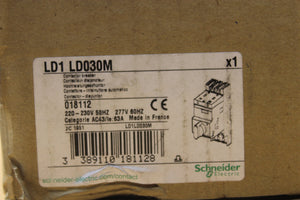 LD1 LD030M
x1
Contactor breaker
Contacteur disjoncteur
018112
220-230V 50HZ 277V 60HZ
Categorie AC43/Ie 63A Made in France
LD1LD030M
3 389110 181128
Schneider
Electric
schneider-electric.com